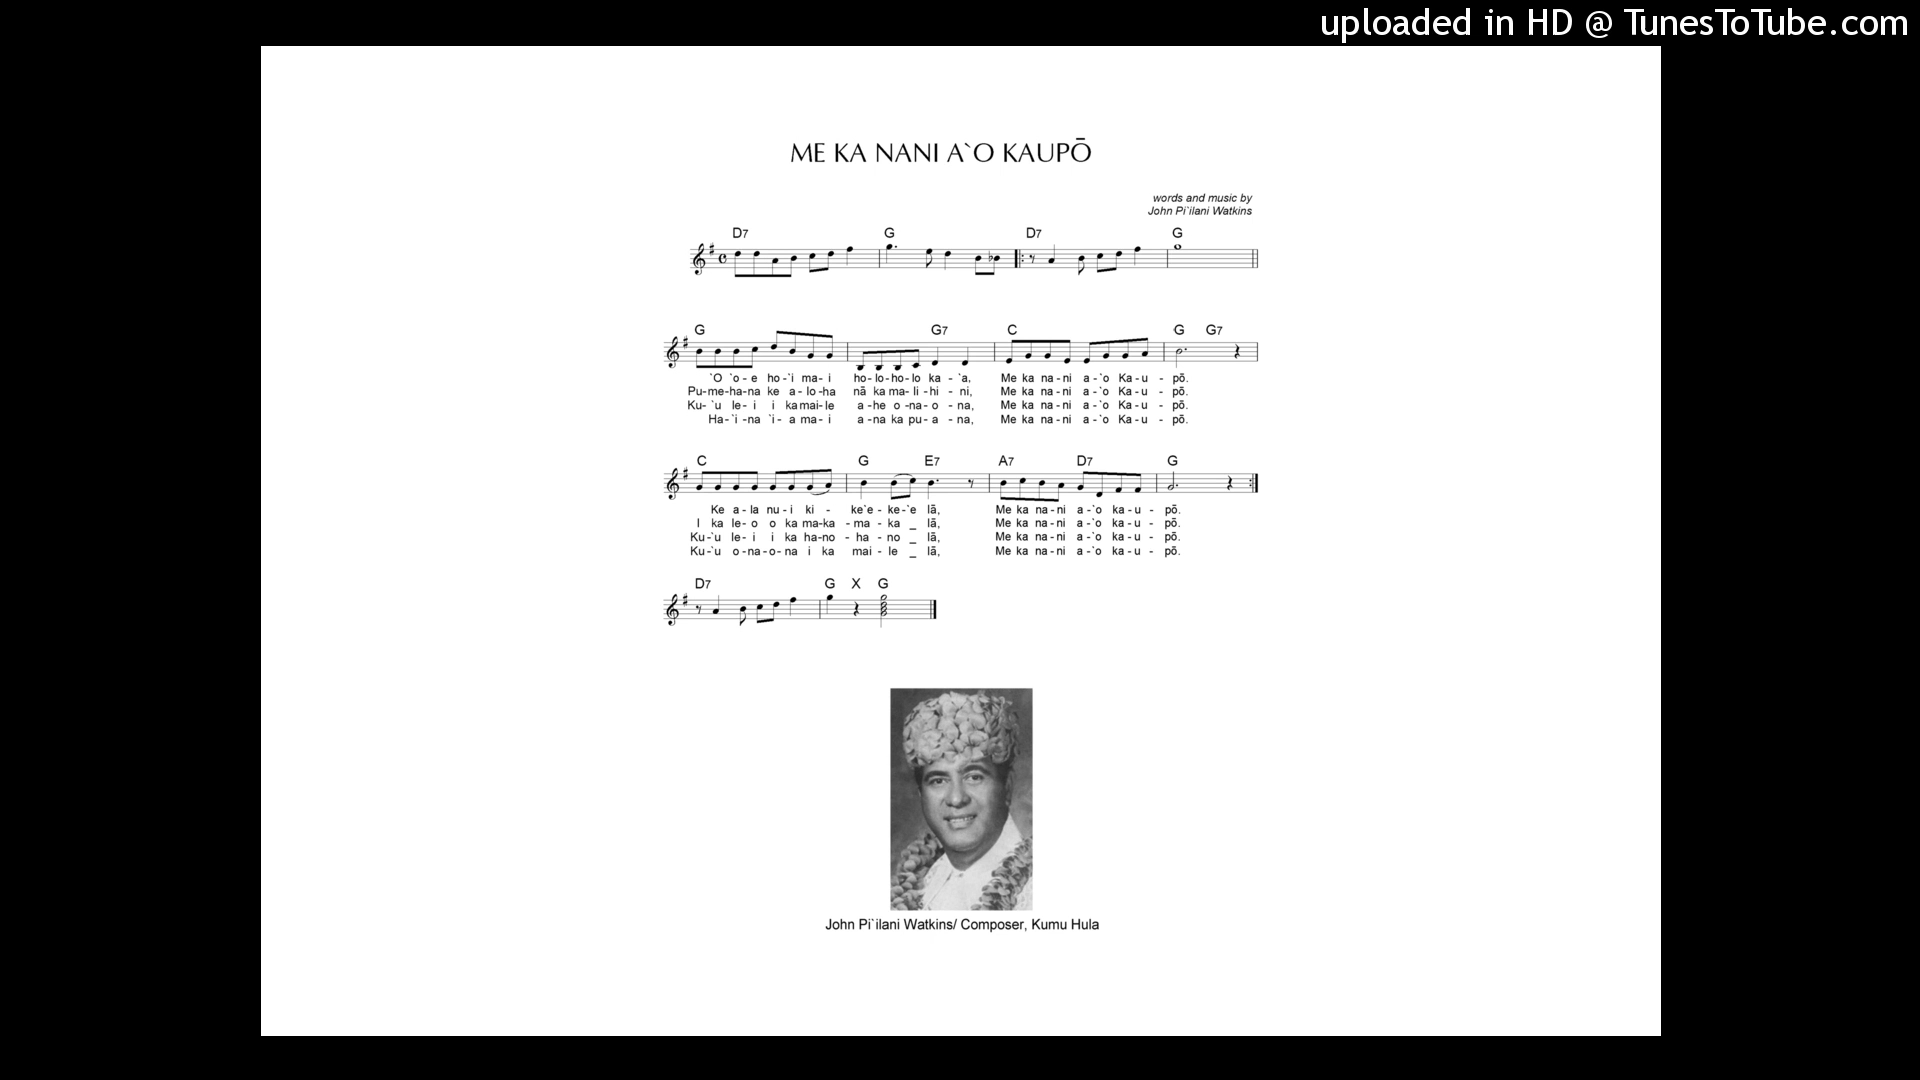 uploaded in HD @ TunesToTube.com
ME KA NANI A`O KAUPŌ
words and music by
John Pi`ilani Watkins
D7 G D7 G
G G7 C G G7
`O `o - e ho - `i ma - i ho - lo - ho - lo ka - `a, Me ka na - ni a - `o Ka - u - pō.
Pu - me - ha - na ke a - lo - ha nā ka ma - li - hi - ni, Me ka na - ni a - `o Ka - u - pō.
Ku - `u le - i i ka mai - le a - he o - na - o - na, Me ka na - ni a - `o Ka - u - pō.
Ha - `i - na `i - a ma - i a - na ka pu - a - na, Me ka na - ni a - `o Ka - u - pō.
C G E7 A7 D7 G
Ke a - la nu - i ki - ke`e - ke - `e lā, Me ka na - ni a - `o ka - u - pō.
I ka le - o o ka ma - ka - ma - ka _ lā, Me ka na - ni a - `o ka - u - pō.
Ku - `u le - i i ka ha - no - ha - no _ lā, Me ka na - ni a - `o ka - u - pō.
Ku - `u o - na - o - na i ka mai - le _ lā, Me ka na - ni a - `o ka - u - pō.
D7 G X G
John Pi`ilani Watkins/ Composer, Kumu Hula